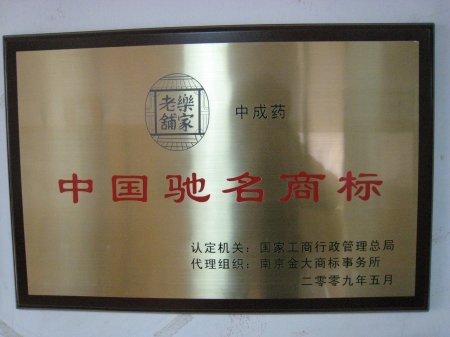 樂家老舖
中成药
中国驰名商标
认定机关：国家工商行政管理总局
代理组织：南京金大商标事务所
二零零九年五月